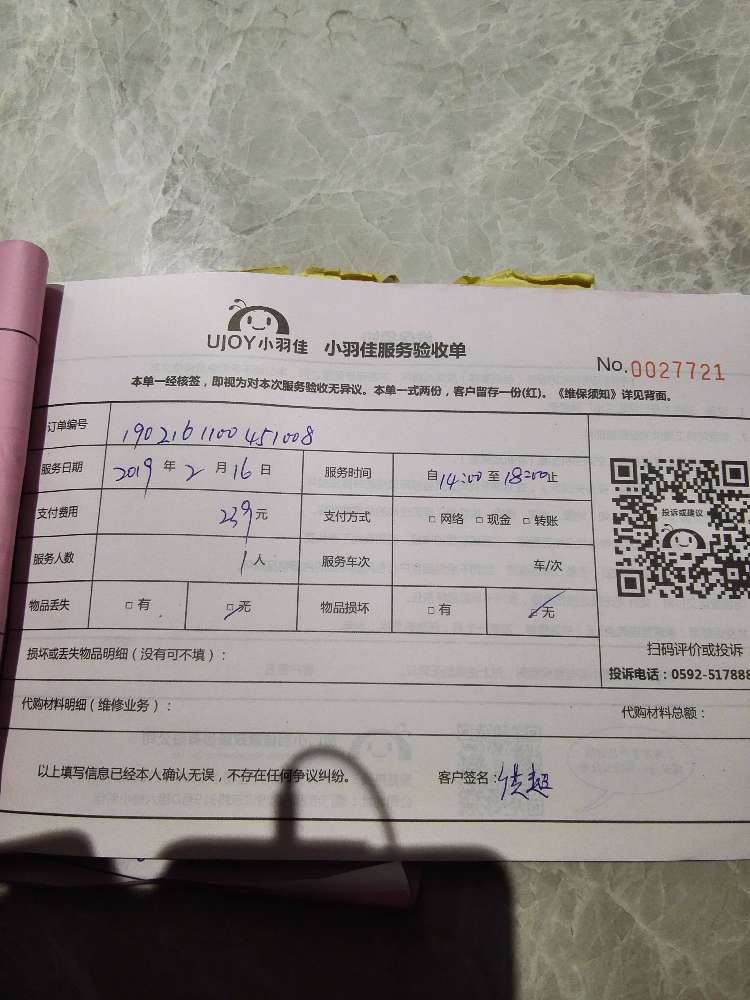 UJOY小羽佳 小羽佳服务验收单
No.0027721
本单一经核签，即视为对本次服务验收无异议。本单一式两份，客户留存一份(红)。《维保须知》详见背面。
订单编号 1902161100451008
服务日期 2019 年 2 月 16 日 服务时间 自 14:00 至 18:00 止
支付费用 239 元 支付方式 □ 网络 □ 现金 □ 转账
服务人数 1 人 服务车次 车/次
物品丢失 □ 有 ☑ 无 物品损坏 □ 有 ☑ 无
投诉或建议
扫码评价或投诉
投诉电话：0592-517888
损坏或丢失物品明细（没有可不填）：
代购材料明细（维修业务）： 代购材料总额：
以上填写信息已经本人确认无误，不存在任何争议纠纷。 客户签名：